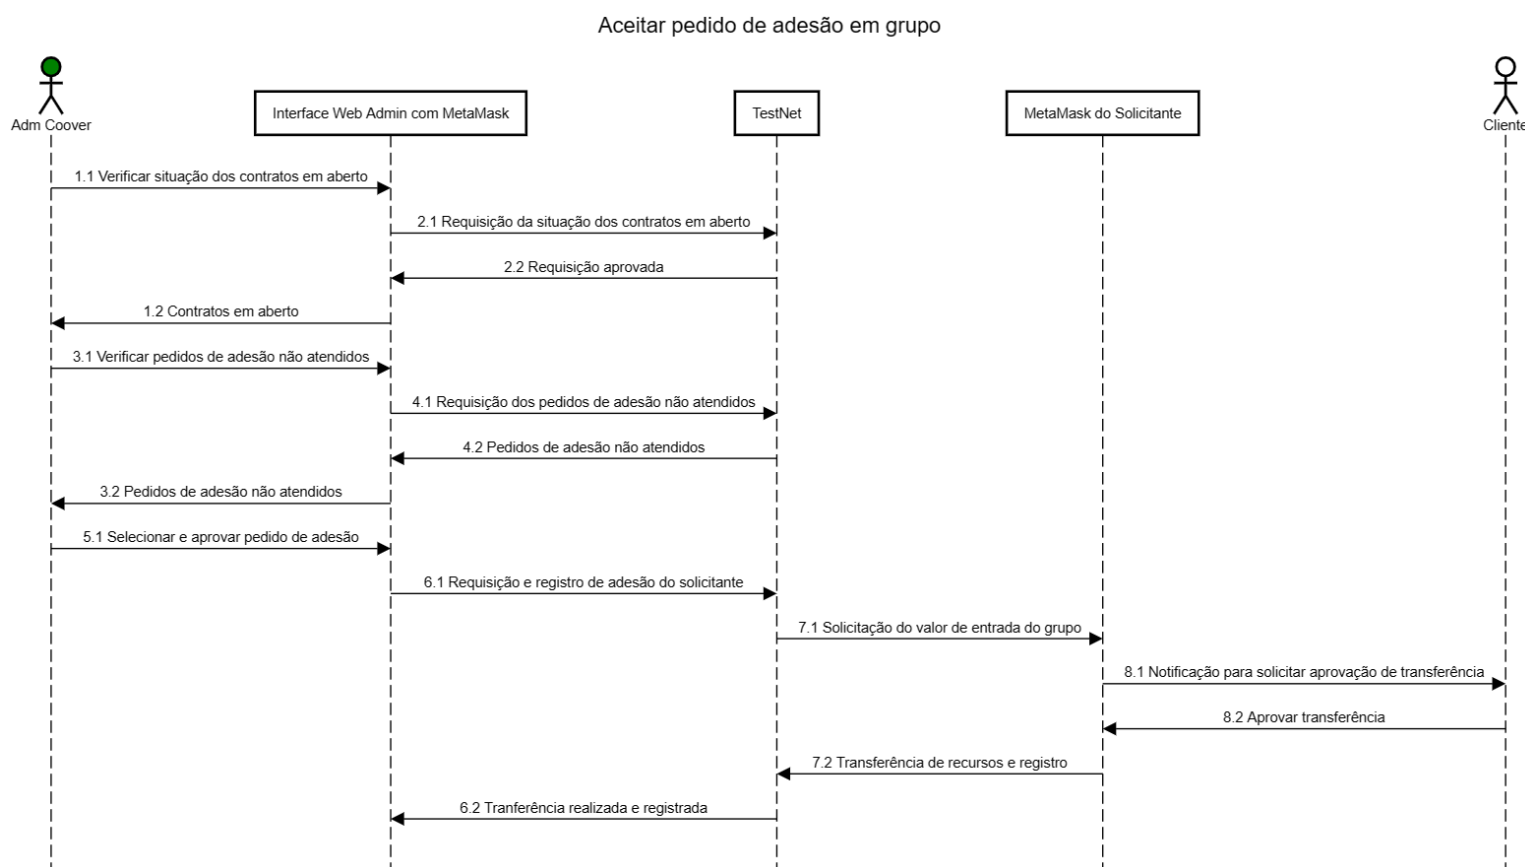 Aceitar pedido de adesão em grupo
Adm Coover
Interface Web Admin com MetaMask
TestNet
MetaMask do Solicitante
Cliente
1.1 Verificar situação dos contratos em aberto
2.1 Requisição da situação dos contratos em aberto
2.2 Requisição aprovada
1.2 Contratos em aberto
3.1 Verificar pedidos de adesão não atendidos
4.1 Requisição dos pedidos de adesão não atendidos
4.2 Pedidos de adesão não atendidos
3.2 Pedidos de adesão não atendidos
5.1 Selecionar e aprovar pedido de adesão
6.1 Requisição e registro de adesão do solicitante
7.1 Solicitação do valor de entrada do grupo
8.1 Notificação para solicitar aprovação de transferência
8.2 Aprovar transferência
7.2 Transferência de recursos e registro
6.2 Tranferência realizada e registrada